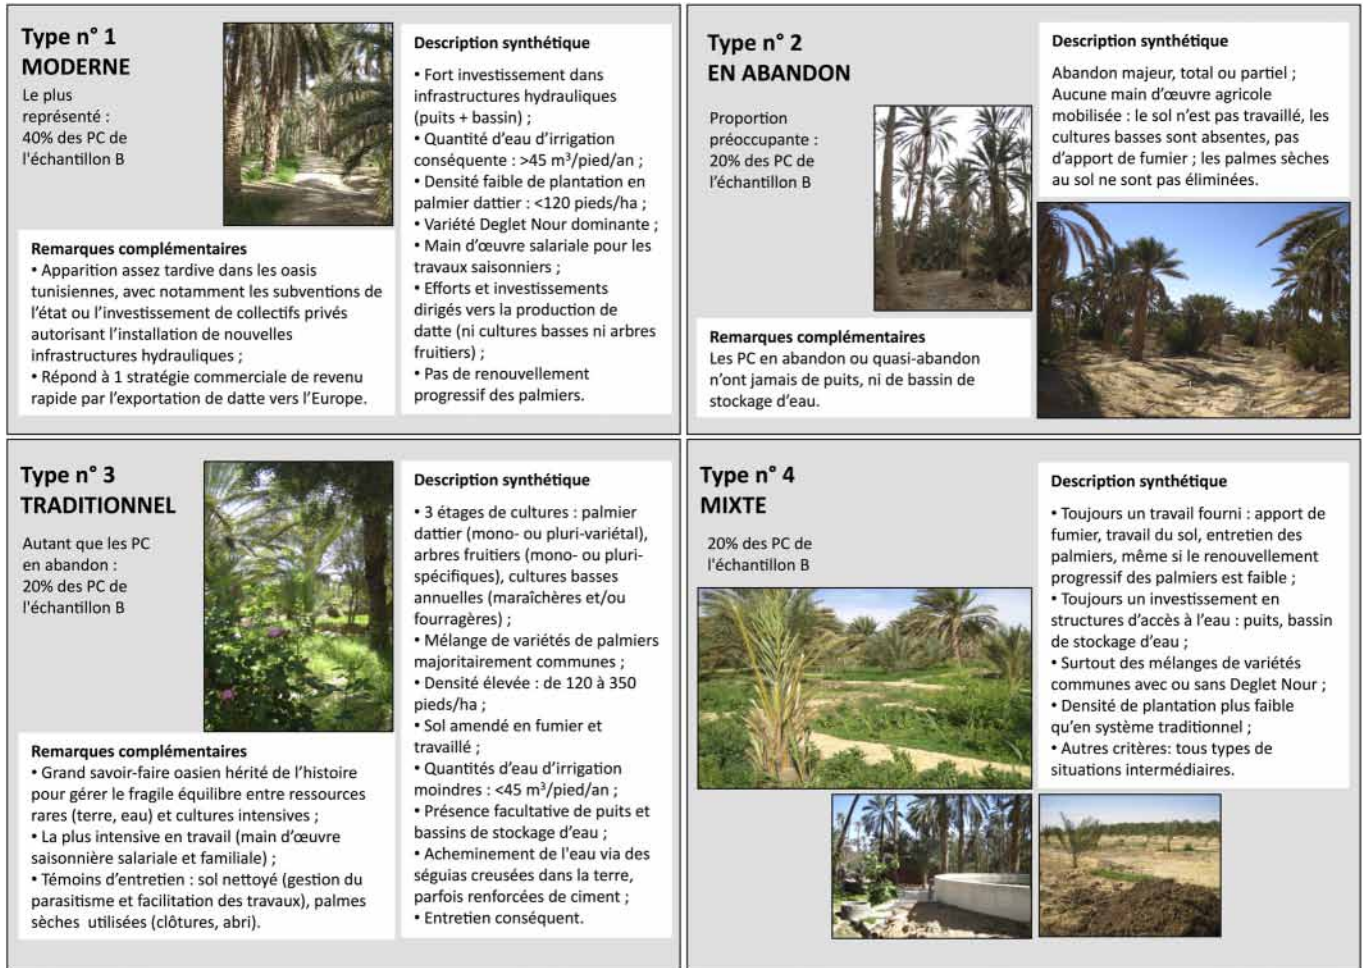 Type n° 1
MODERNE
Le plus
représenté :
40% des PC de
l'échantillon B
Description synthétique
• Fort investissement dans
infrastructures hydrauliques
(puits + bassin) ;
• Quantité d'eau d'irrigation
conséquente : >45 m³/pied/an ;
• Densité faible de plantation en
palmier dattier : <120 pieds/ha ;
• Variété Deglet Nour dominante ;
• Main d'œuvre salariale pour les
travaux saisonniers ;
• Efforts et investissements
dirigés vers la production de
datte (ni cultures basses ni arbres
fruitiers) ;
• Pas de renouvellement
progressif des palmiers.
Remarques complémentaires
• Apparition assez tardive dans les oasis
tunisiennes, avec notamment les subventions de
l'état ou l'investissement de collectifs privés
autorisant l'installation de nouvelles
infrastructures hydrauliques ;
• Répond à 1 stratégie commerciale de revenu
rapide par l'exportation de datte vers l'Europe.
Type n° 2
EN ABANDON
Proportion
préoccupante :
20% des PC de
l'échantillon B
Description synthétique
Abandon majeur, total ou partiel ;
Aucune main d'œuvre agricole
mobilisée : le sol n'est pas travaillé, les
cultures basses sont absentes, pas
d'apport de fumier ; les palmes sèches
au sol ne sont pas éliminées.
Remarques complémentaires
Les PC en abandon ou quasi-abandon
n'ont jamais de puits, ni de bassin de
stockage d'eau.
Type n° 3
TRADITIONNEL
Autant que les PC
en abandon :
20% des PC de
l'échantillon B
Description synthétique
• 3 étages de cultures : palmier
dattier (mono- ou pluri-variétal),
arbres fruitiers (mono- ou pluri-
spécifiques), cultures basses
annuelles (maraîchères et/ou
fourragères) ;
• Mélange de variétés de palmiers
majoritairement communes ;
• Densité élevée : de 120 à 350
pieds/ha ;
• Sol amendé en fumier et
travaillé ;
• Quantités d'eau d'irrigation
moindres : <45 m³/pied/an ;
• Présence facultative de puits et
bassins de stockage d'eau ;
• Acheminement de l'eau via des
séguias creusées dans la terre,
parfois renforcées de ciment ;
• Entretien conséquent.
Remarques complémentaires
• Grand savoir-faire oasien hérité de l'histoire
pour gérer le fragile équilibre entre ressources
rares (terre, eau) et cultures intensives ;
• La plus intensive en travail (main d'œuvre
saisonnière salariale et familiale) ;
• Témoins d'entretien : sol nettoyé (gestion du
parasitisme et facilitation des travaux), palmes
sèches utilisées (clôtures, abri).
Type n° 4
MIXTE
20% des PC de
l'échantillon B
Description synthétique
• Toujours un travail fourni : apport de
fumier, travail du sol, entretien des
palmiers, même si le renouvellement
progressif des palmiers est faible ;
• Toujours un investissement en
structures d'accès à l'eau : puits, bassin
de stockage d'eau ;
• Surtout des mélanges de variétés
communes avec ou sans Deglet Nour ;
• Densité de plantation plus faible
qu'en système traditionnel ;
• Autres critères: tous types de
situations intermédiaires.